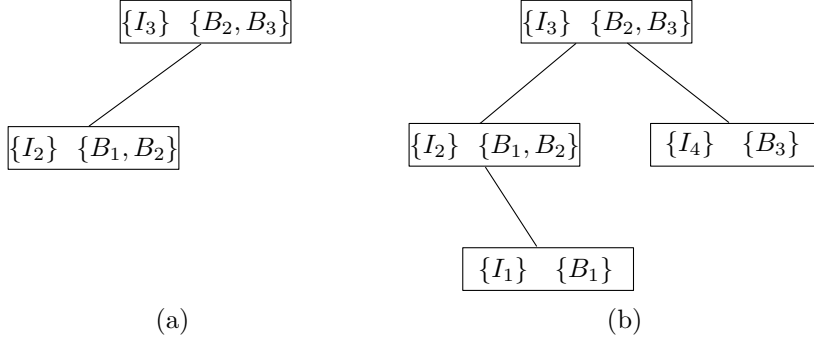 {I₃} {B₂, B₃} {I₃} {B₂, B₃}
{I₂} {B₁, B₂} {I₂} {B₁, B₂} {I₄} {B₃}
{I₁} {B₁}
(a) (b)